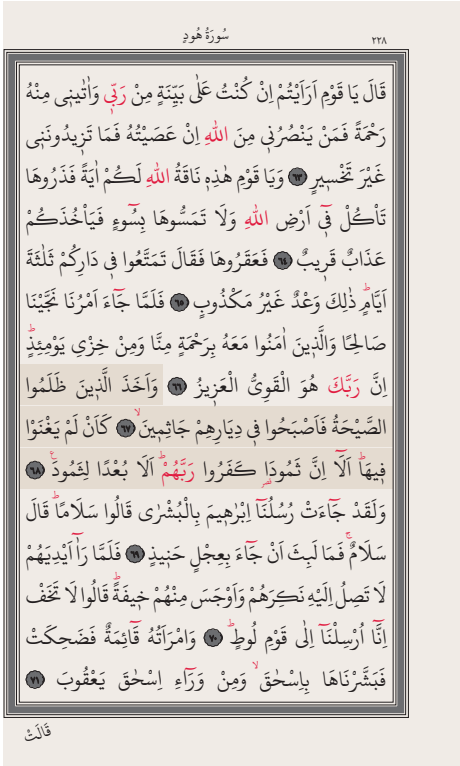 سُورَةُ هُودٍ ٢٢٨
قَالَ يَا قَوْمِ اَرَاَيْتُمْ اِنْ كُنْتُ عَلٰى بَيِّنَةٍ مِنْ رَبّ۪ي وَاٰتٰين۪ي مِنْهُ
رَحْمَةً فَمَنْ يَنْصُرُن۪ي مِنَ اللّٰهِ اِنْ عَصَيْتُهُ فَمَا تَز۪يدُونَن۪ي
غَيْرَ تَخْس۪يرٍ ٦٣ وَيَا قَوْمِ هٰذِه۪ نَاقَةُ اللّٰهِ لَكُمْ اٰيَةً فَذَرُوهَا
تَأْكُلْ ف۪ٓي اَرْضِ اللّٰهِ وَلَا تَمَسُّوهَا بِسُٓوءٍ فَيَأْخُذَكُمْ
عَذَابٌ قَر۪يبٌ ٦٤ فَعَقَرُوهَا فَقَالَ تَمَتَّعُوا ف۪ي دَارِكُمْ ثَلٰثَةَ
اَيَّامٍۜ ذٰلِكَ وَعْدٌ غَيْرُ مَكْذُوبٍ ٦٥ فَلَمَّا جَٓاءَ اَمْرُنَا نَجَّيْنَا
صَالِحًا وَالَّذ۪ينَ اٰمَنُوا مَعَهُ بِرَحْمَةٍ مِنَّا وَمِنْ خِزْيِ يَوْمِئِذٍۜ
اِنَّ رَبَّكَ هُوَ الْقَوِيُّ الْعَز۪يزُ ٦٦ وَاَخَذَ الَّذ۪ينَ ظَلَمُوا
الصَّيْحَةُ فَاَصْبَحُوا ف۪ي دِيَارِهِمْ جَاثِم۪ينَۙ ٦٧ كَاَنْ لَمْ يَغْنَوْا
ف۪يهَاۜ اَلَٓا اِنَّ ثَمُودَا۬ كَفَرُوا رَبَّهُمْۜ اَلَا بُعْدًا لِثَمُودَ۟ ٦٨
وَلَقَدْ جَٓاءَتْ رُسُلُنَٓا اِبْرٰه۪يمَ بِالْبُشْرٰى قَالُوا سَلَامًاۜ قَالَ
سَلَامٌۚ فَمَا لَبِثَ اَنْ جَٓاءَ بِعِجْلٍ حَن۪يذٍ ٦٩ فَلَمَّا رَآٰ اَيْدِيَهُمْ
لَا تَصِلُ اِلَيْهِ نَكِرَهُمْ وَاَوْجَسَ مِنْهُمْ خ۪يفَةًۜ قَالُوا لَا تَخَفْ
اِنَّٓا اُرْسِلْنَٓا اِلٰى قَوْمِ لُوطٍۜ ٧٠ وَامْرَاَتُهُ قَٓائِمَةٌ فَضَحِكَتْ
فَبَشَّرْنَاهَا بِاِسْحٰقَۙ وَمِنْ وَرَٓاءِ اِسْحٰقَ يَعْقُوبَ ٧١
قَالَتْ